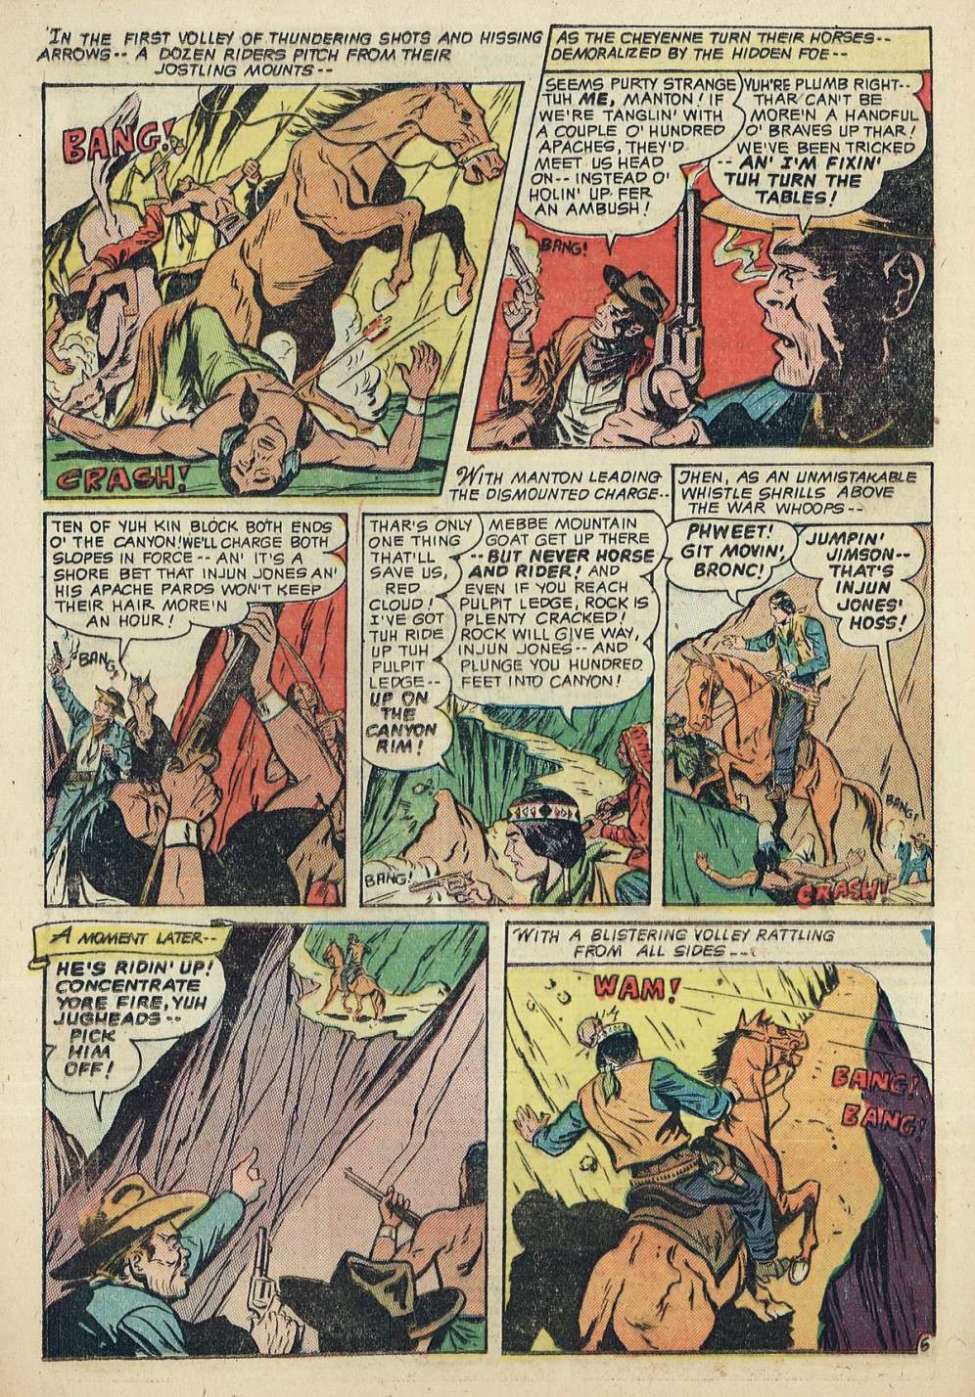 IN THE FIRST VOLLEY OF THUNDERING SHOTS AND HISSING
ARROWS-- A DOZEN RIDERS PITCH FROM THEIR
JOSTLING MOUNTS--
BANG!
CRASH!
AS THE CHEYENNE TURN THEIR HORSES--
DEMORALIZED BY THE HIDDEN FOE--
SEEMS PURTY STRANGE
TUH ME, MANTON! IF
WE'RE TANGLIN' WITH
A COUPLE O' HUNDRED
APACHES, THEY'D
MEET US HEAD
ON-- INSTEAD O'
HOLIN' UP FER
AN AMBUSH!
YUH'RE PLUMB RIGHT--
THAR CAN'T BE
MORE'N A HANDFUL
O' BRAVES UP THAR!
WE'VE BEEN TRICKED
-- AN' I'M FIXIN'
TUH TURN THE
TABLES!
BANG!
TEN OF YUH KIN BLOCK BOTH ENDS
O' THE CANYON! WE'LL CHARGE BOTH
SLOPES IN FORCE-- AN' IT'S A
SHORE BET THAT INJUN JONES AN'
HIS APACHE PARDS WON'T KEEP
THEIR HAIR MORE'N
AN HOUR!
BANG
WITH MANTON LEADING
THE DISMOUNTED CHARGE--
THAR'S ONLY
ONE THING
THAT'LL
SAVE US,
RED
CLOUD!
I'VE GOT
TUH RIDE
UP TUH
PULPIT
LEDGE--
UP ON
THE
CANYON
RIM!
MEBBE MOUNTAIN
GOAT GET UP THERE
-- BUT NEVER HORSE
AND RIDER! AND
EVEN IF YOU REACH
PULPIT LEDGE, ROCK IS
PLENTY CRACKED!
ROCK WILL GIVE WAY,
INJUN JONES-- AND
PLUNGE YOU HUNDRED
FEET INTO CANYON!
BANG!
THEN, AS AN UNMISTAKABLE
WHISTLE SHRILLS ABOVE
THE WAR WHOOPS--
PHWEET!
GIT MOVIN',
BRONC!
JUMPIN'
JIMSON--
THAT'S
INJUN
JONES'
HOSS!
BANG!
CRASH!
A MOMENT LATER--
HE'S RIDIN' UP!
CONCENTRATE
YORE FIRE, YUH
JUGHEADS--
PICK
HIM
OFF!
WITH A BLISTERING VOLLEY RATTLING
FROM ALL SIDES--
WAM!
BANG!
BANG!
6